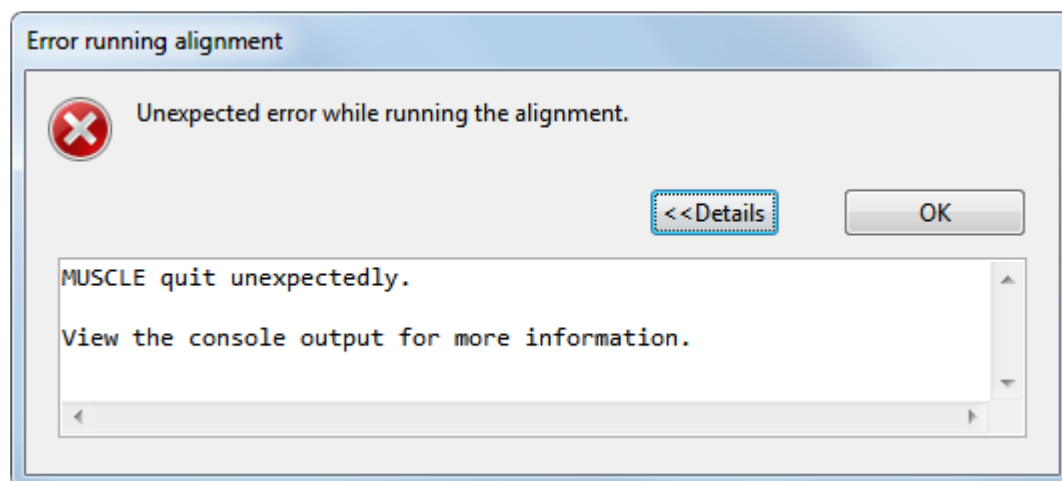 Error running alignment
Unexpected error while running the alignment.
<<Details
OK
MUSCLE quit unexpectedly.
View the console output for more information.